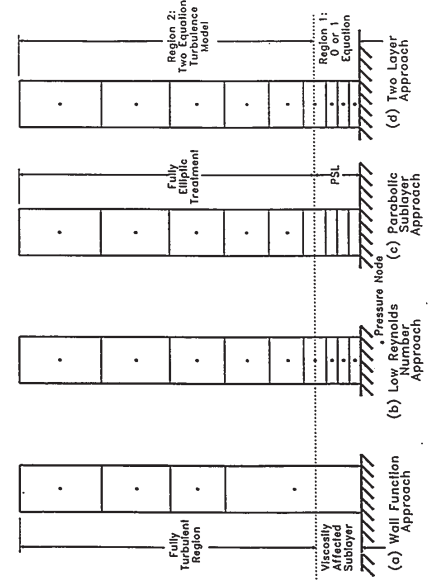 Fully
Turbulent
Region
Viscosity
Affected
Sublayer
(a) Wall Function
Approach
(b) Low Reynolds
Number
Approach
• Pressure Node
Fully
Elliptic
Treatment
PSL
(c) Parabolic
Sublayer
Approach
Region 2:
Two Equation
Turbulence
Model
Region 1:
0 or 1
Equation
(d) Two Layer
Approach